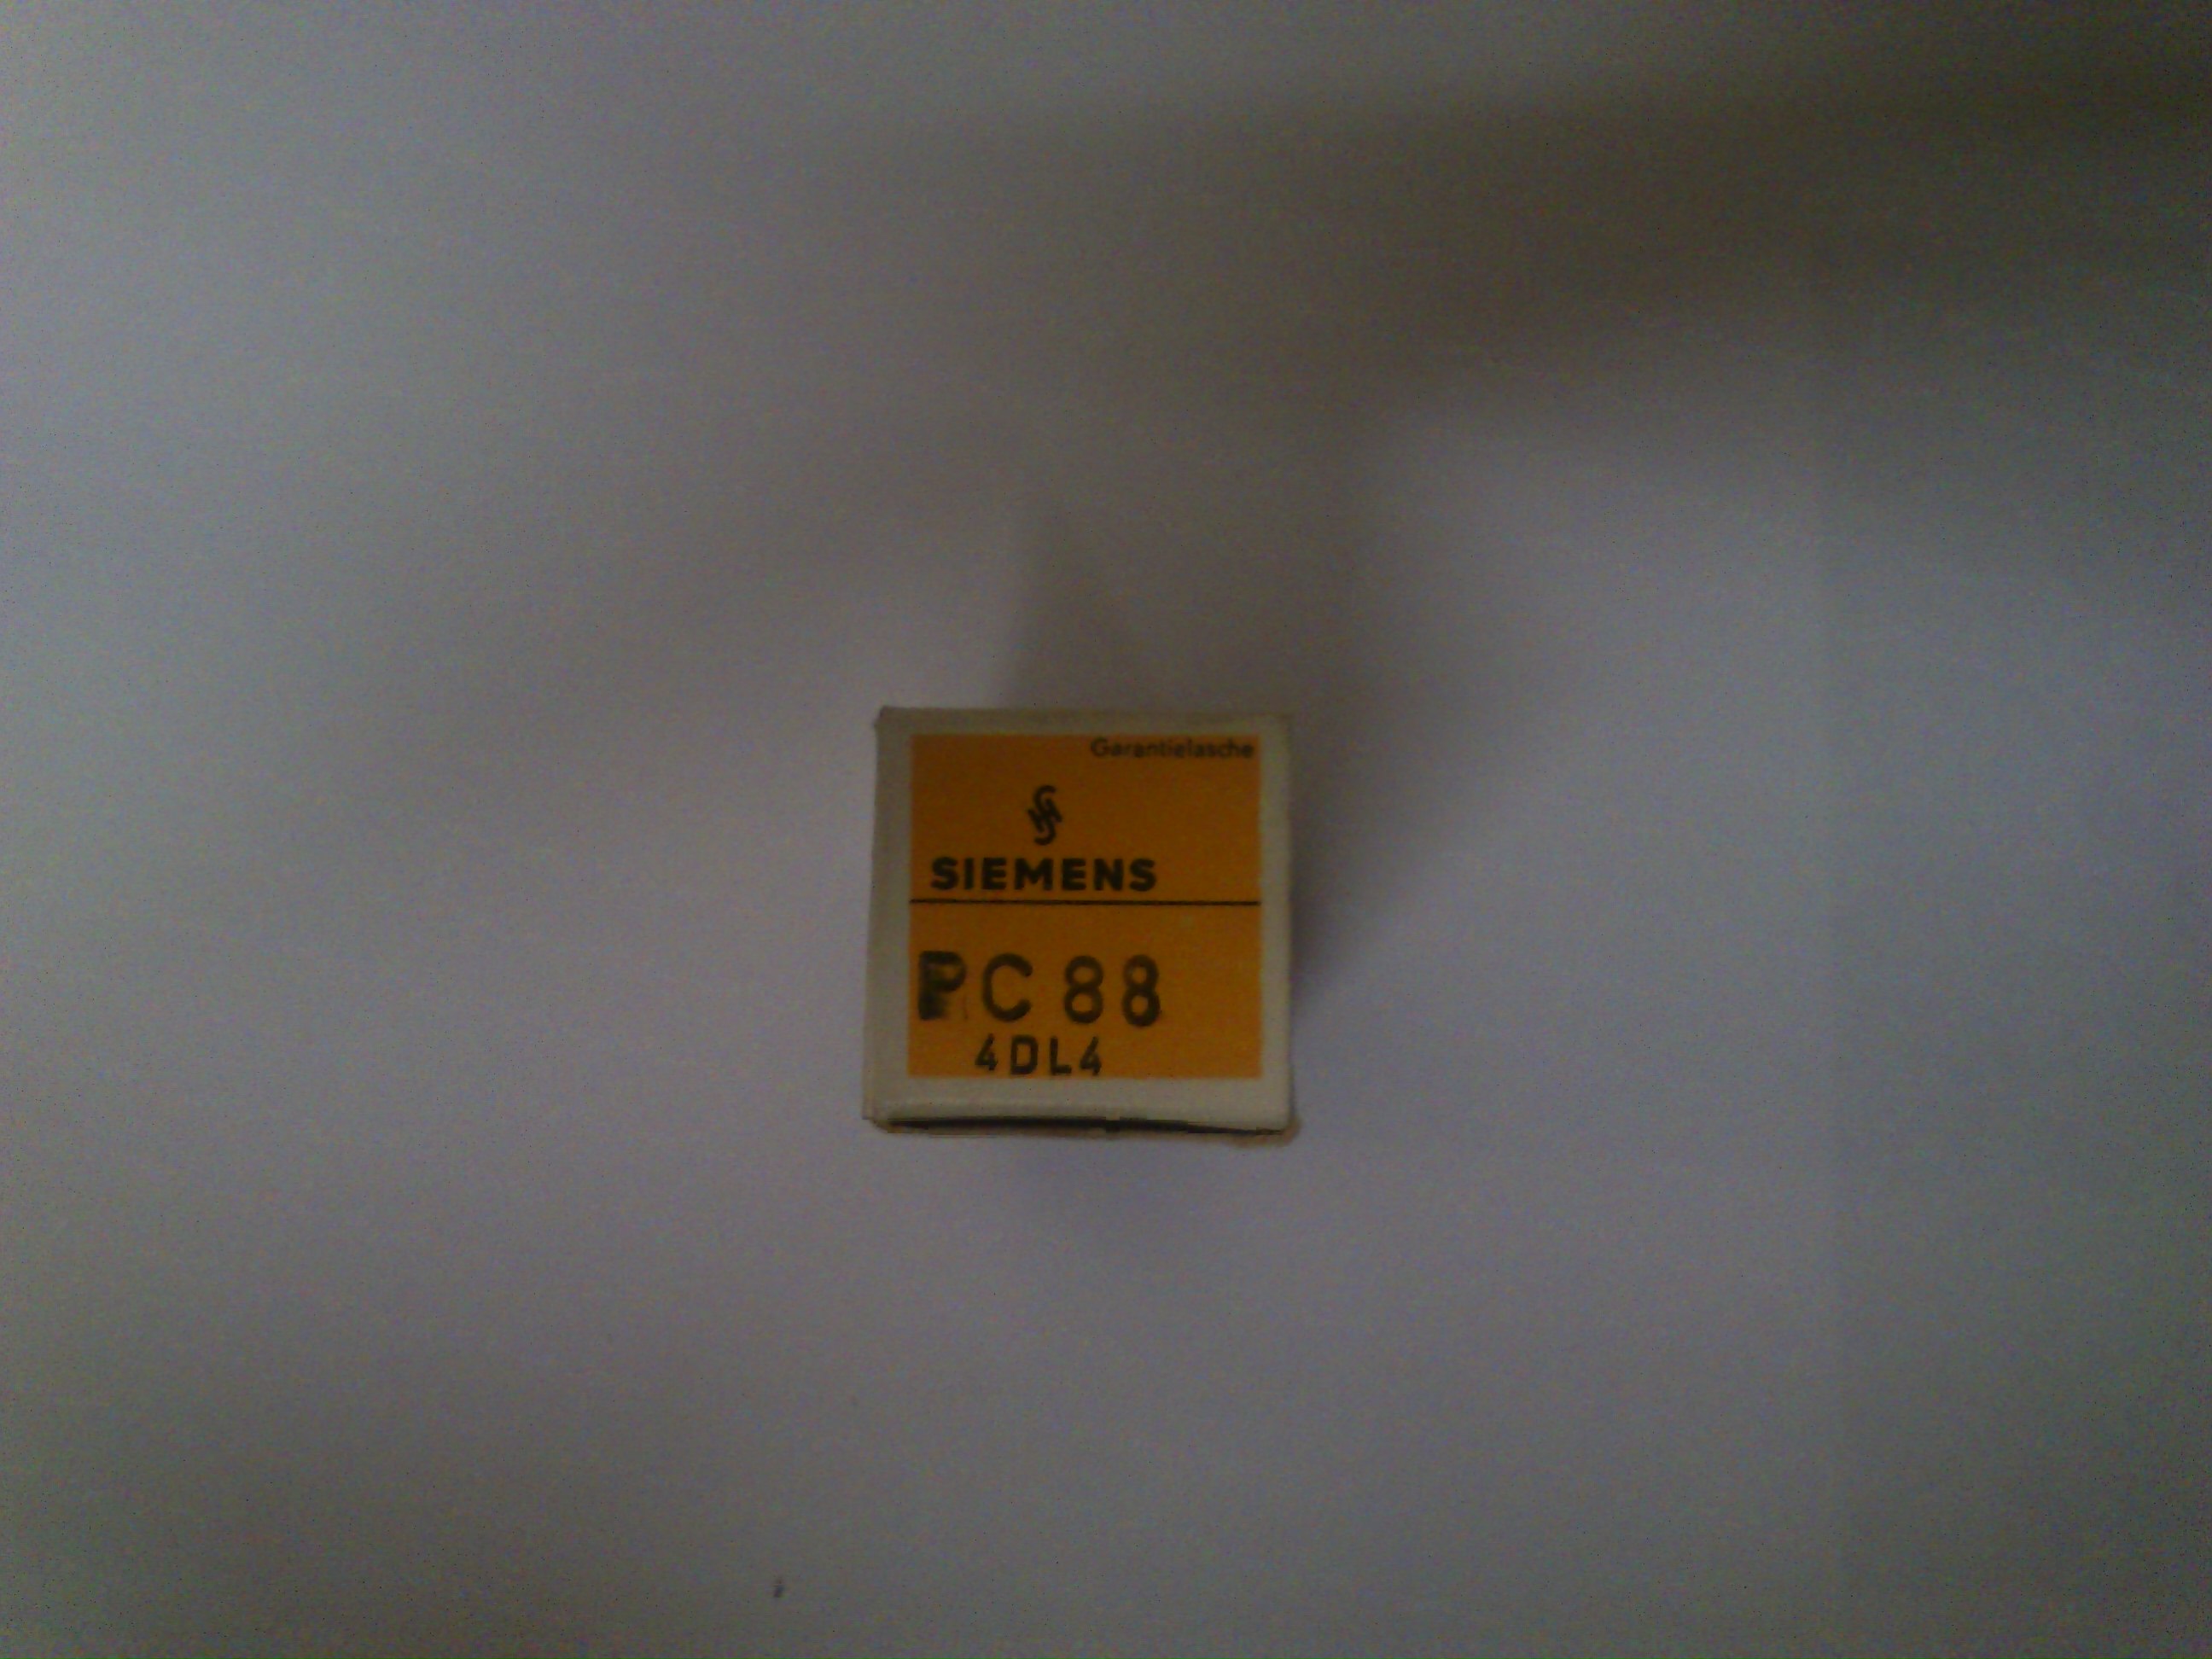 Garantielasche
SIEMENS
PC 88
4DL4